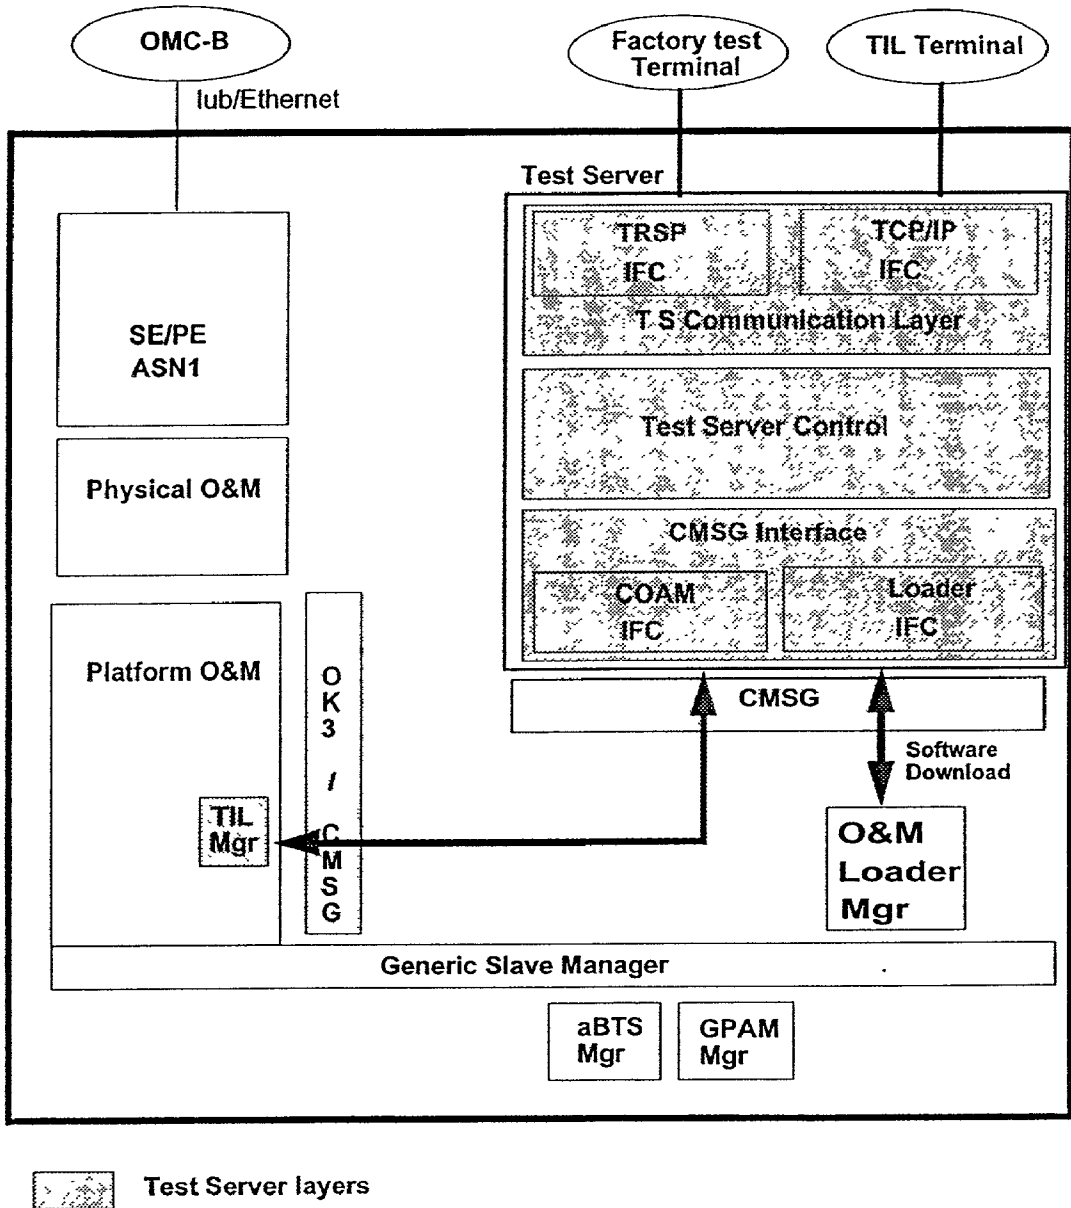 OMC-B
Factory test
Terminal
TIL Terminal
Iub/Ethernet
Test Server
TRSP
IFC
TCP/IP
IFC
T S Communication Layer
SE/PE
ASN1
Test Server Control
Physical O&M
CMSG Interface
COAM
IFC
Loader
IFC
Platform O&M
OK3 / CMSG
CMSG
Software
Download
TIL
Mgr
O&M
Loader
Mgr
Generic Slave Manager
aBTS
Mgr
GPAM
Mgr
Test Server layers